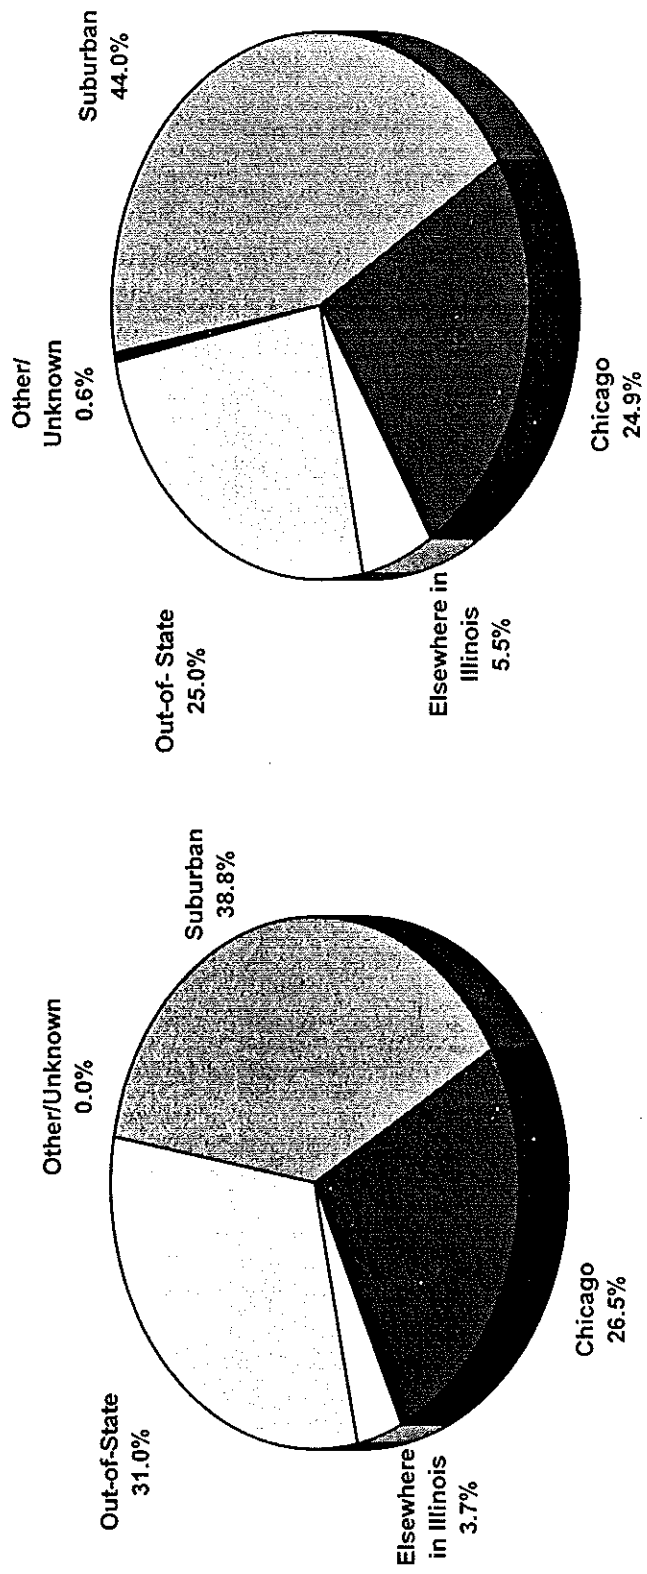 Other/Unknown
0.0%
Out-of-State
31.0%
Suburban
38.8%
Elsewhere
in Illinois
3.7%
Chicago
26.5%
Other/
Unknown
0.6%
Suburban
44.0%
Out-of- State
25.0%
Elsewhere in
Illinois
5.5%
Chicago
24.9%